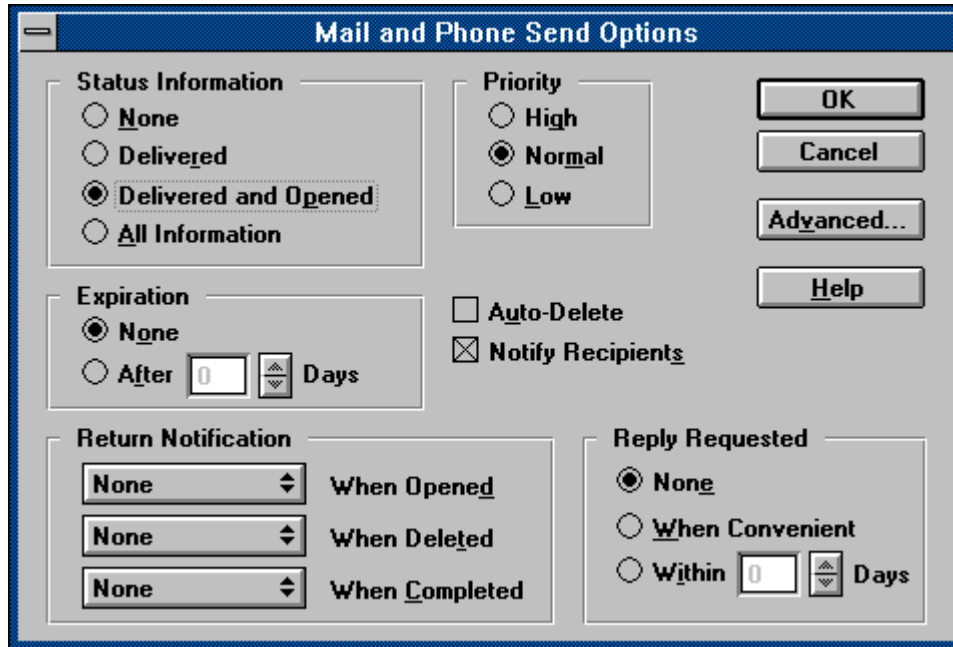 Mail and Phone Send Options
Status Information
None
Delivered
Delivered and Opened
All Information
Priority
High
Normal
Low
OK
Cancel
Advanced...
Help
Expiration
None
After 0 Days
Auto-Delete
Notify Recipients
Return Notification
None When Opened
None When Deleted
None When Completed
Reply Requested
None
When Convenient
Within 0 Days